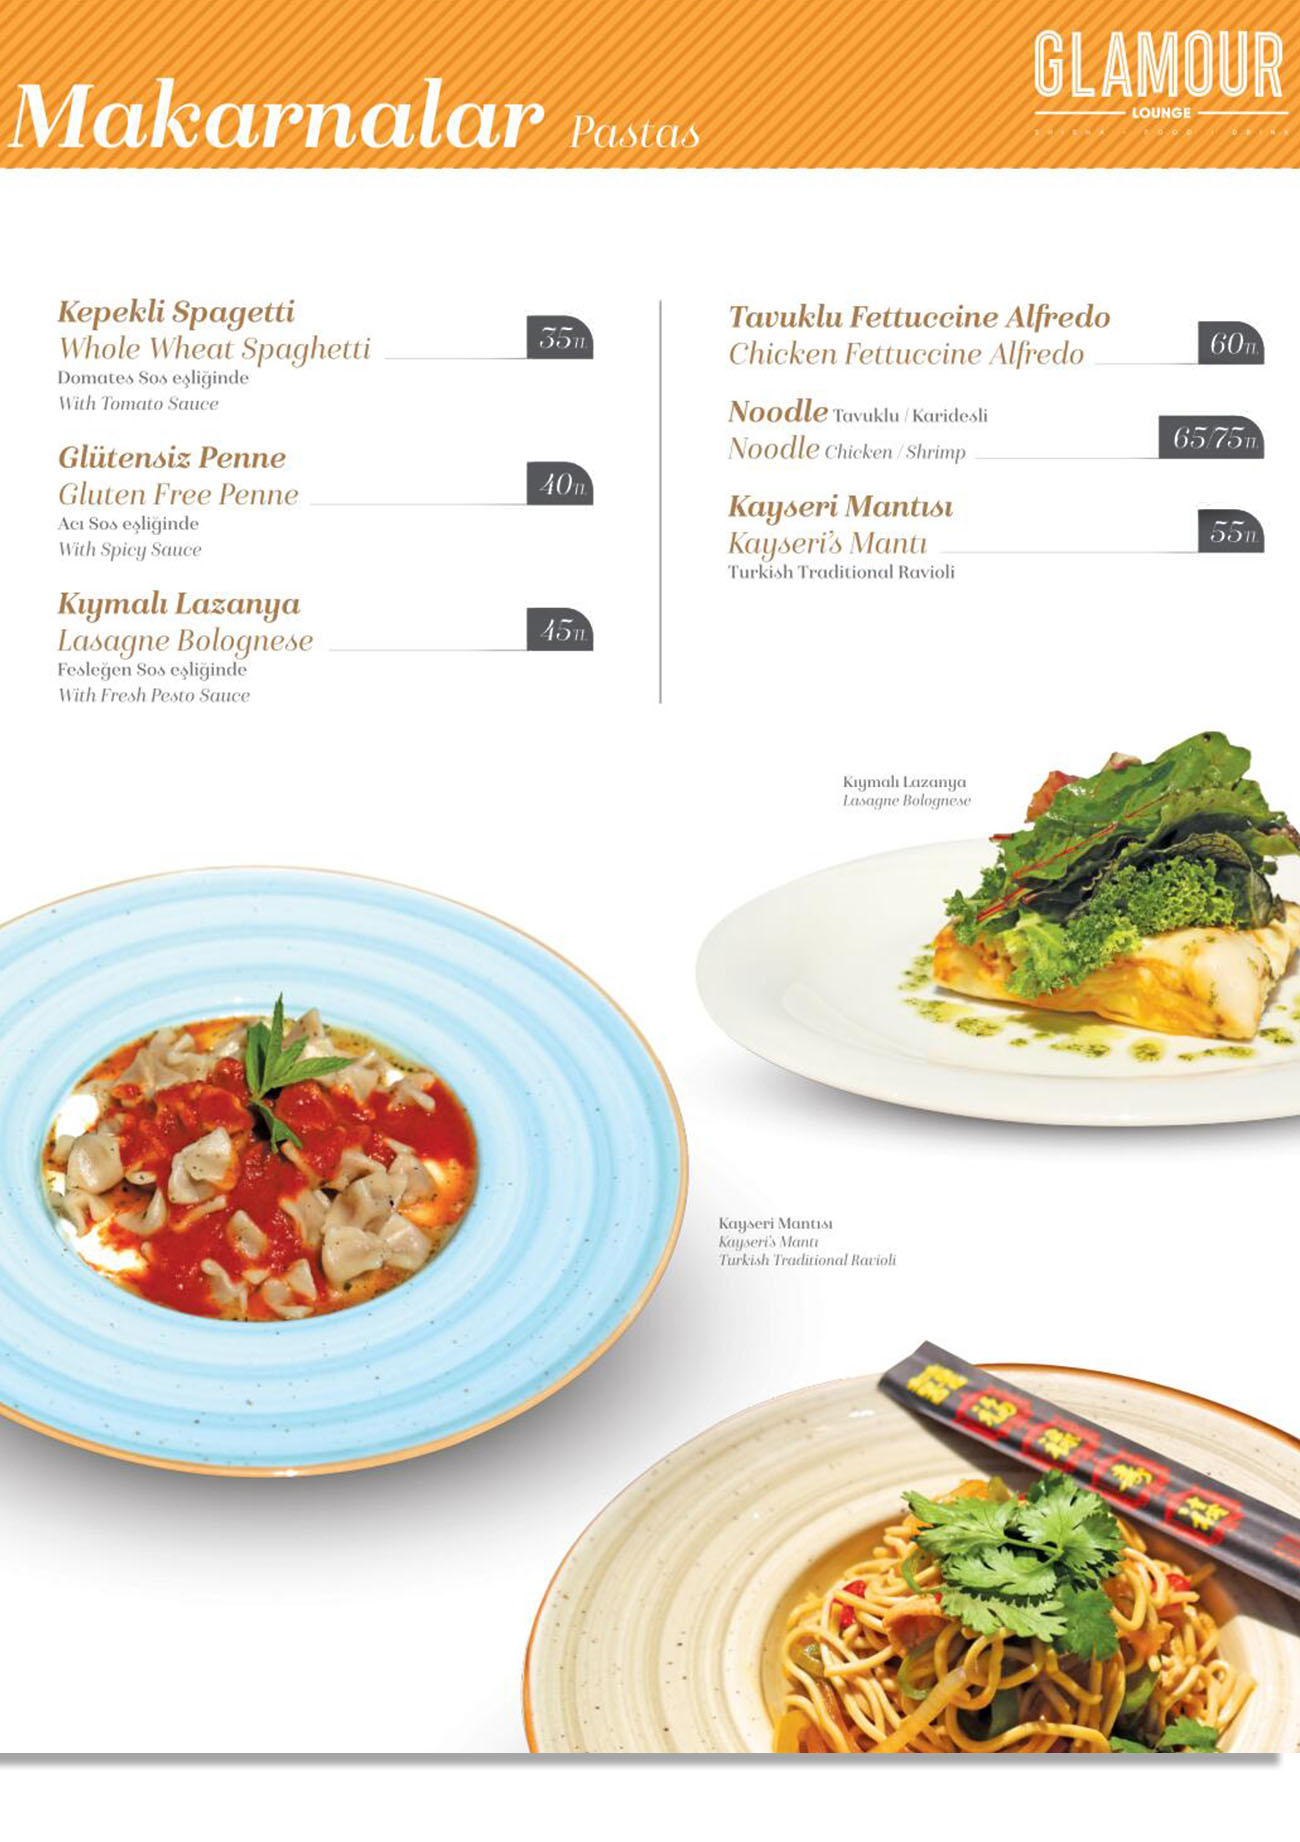 Makarnalar Pastas
GLAMOUR
LOUNGE
SHISHA - FOOD | DRINK
Kepekli Spagetti
Whole Wheat Spaghetti
35TL
Domates Sos eşliğinde
With Tomato Sauce
Glütensiz Penne
Gluten Free Penne
40TL
Acı Sos eşliğinde
With Spicy Sauce
Kıymalı Lazanya
Lasagne Bolognese
45TL
Fesleğen Sos eşliğinde
With Fresh Pesto Sauce
Tavuklu Fettuccine Alfredo
Chicken Fettuccine Alfredo
60TL
Noodle Tavuklu / Karidesli
Noodle Chicken / Shrimp
65/75TL
Kayseri Mantısı
Kayseri's Mantı
55TL
Turkish Traditional Ravioli
Kıymalı Lazanya
Lasagne Bolognese
Kayseri Mantısı
Kayseri's Mantı
Turkish Traditional Ravioli